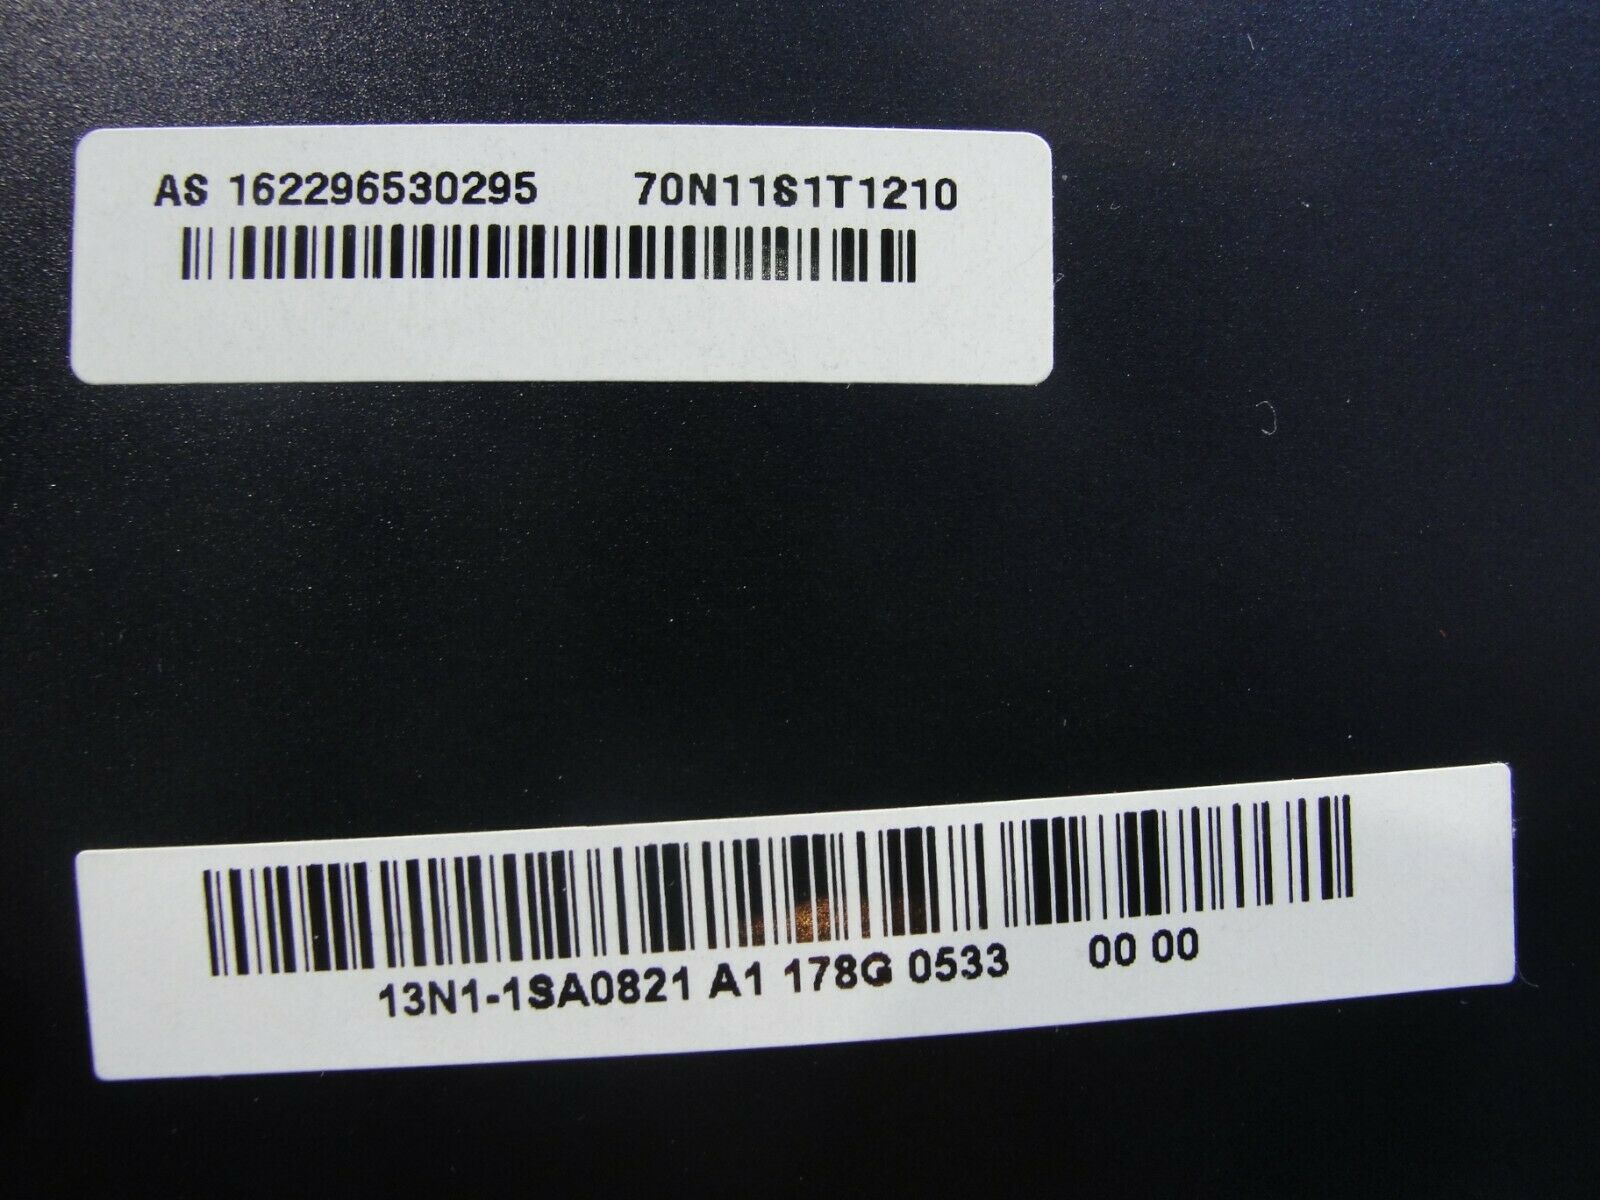 AS 162296530295 70N11S1T1210
13N1-1SA0821 A1 178G 0533 00 00